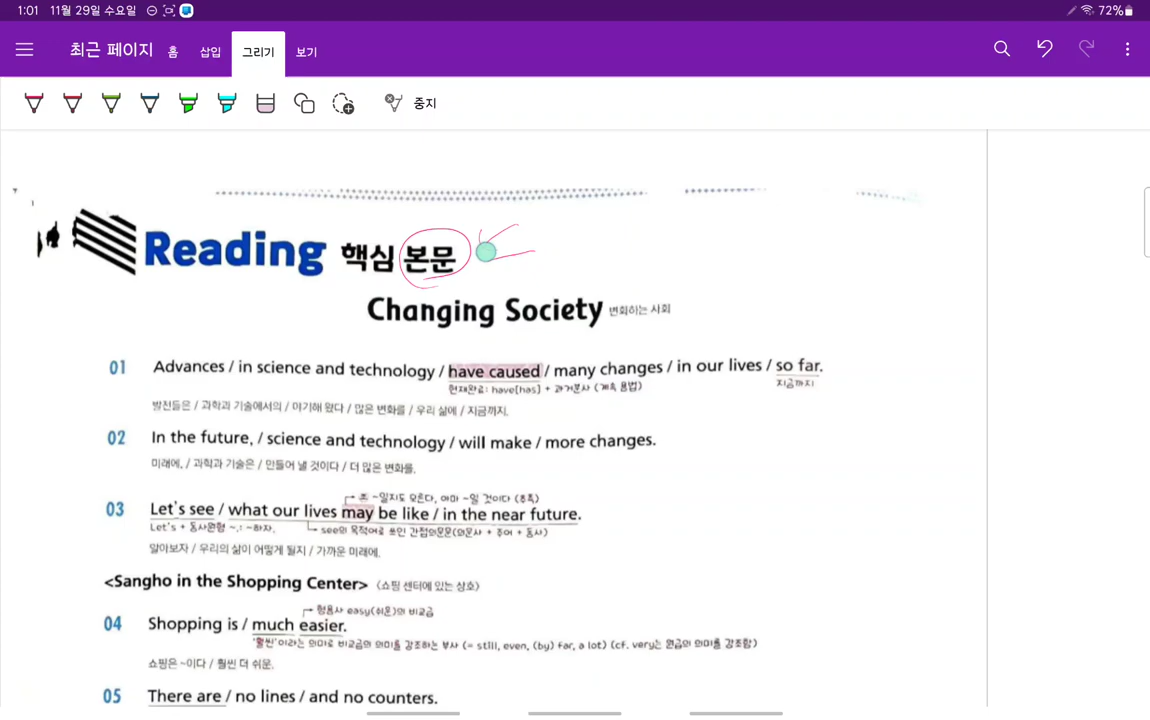 1:01 11월 29일 수요일 72%
최근 페이지 홈 삽입 그리기 보기
중지
Reading 핵심 본문
Changing Society 변화하는 사회
01 Advances / in science and technology / have caused / many changes / in our lives / so far.
현재완료: have[has] + 과거분사 (계속 용법) 지금까지
발전들은 / 과학과 기술에서의 / 야기해 왔다 / 많은 변화를 / 우리 삶에 / 지금까지.
02 In the future, / science and technology / will make / more changes.
미래에, / 과학과 기술은 / 만들어 낼 것이다 / 더 많은 변화를.
조 ~일지도 모른다, 아마 ~일 것이다 (추측)
03 Let's see / what our lives may be like / in the near future.
Let's + 동사원형 ~.: ~하자. see의 목적어로 쓰인 간접의문문(의문사 + 주어 + 동사)
알아보자 / 우리의 삶이 어떻게 될지 / 가까운 미래에.
<Sangho in the Shopping Center> 〈쇼핑 센터에 있는 상호〉
형용사 easy(쉬운)의 비교급
04 Shopping is / much easier.
'훨씬'이라는 의미로 비교급의 의미를 강조하는 부사 (= still, even, (by) far, a lot) (cf. very는 원급의 의미를 강조함)
쇼핑은 ~이다 / 훨씬 더 쉬운.
05 There are / no lines / and no counters.